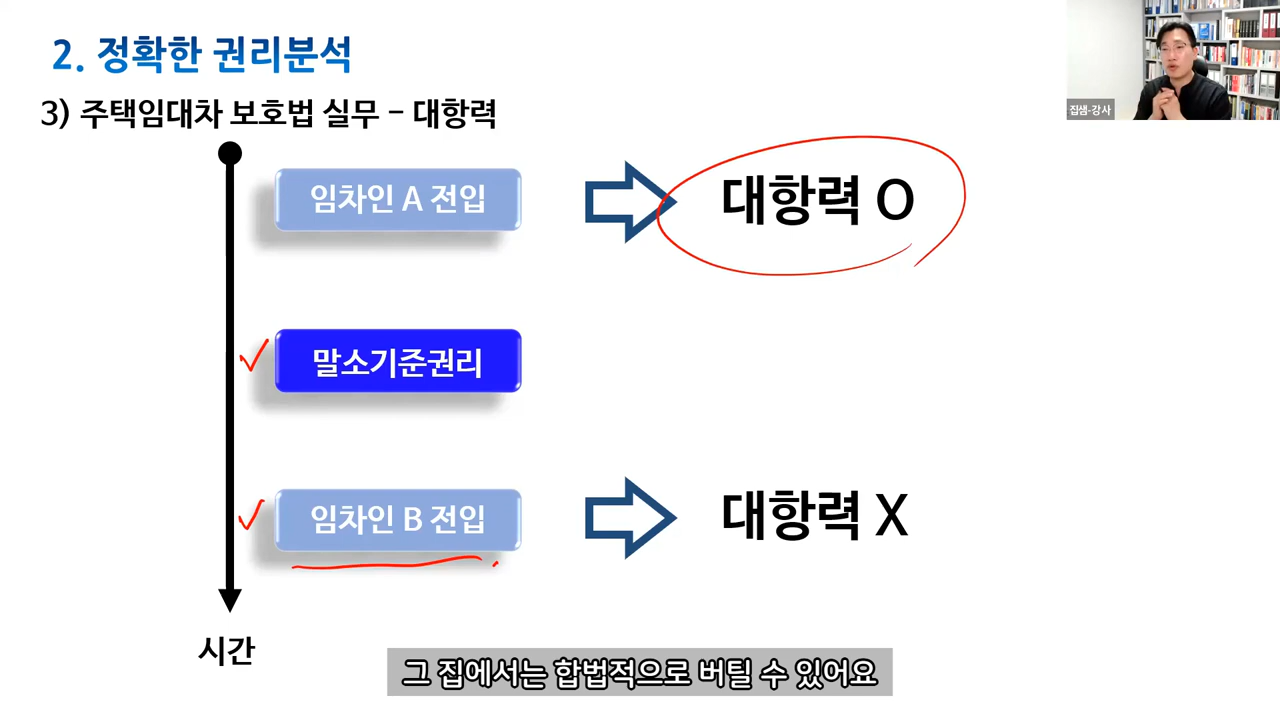 2. 정확한 권리분석
3) 주택임대차 보호법 실무 - 대항력
집샘-강사
임차인 A 전입
대항력 O
말소기준권리
임차인 B 전입
대항력 X
시간
그 집에서는 합법적으로 버틸 수 있어요